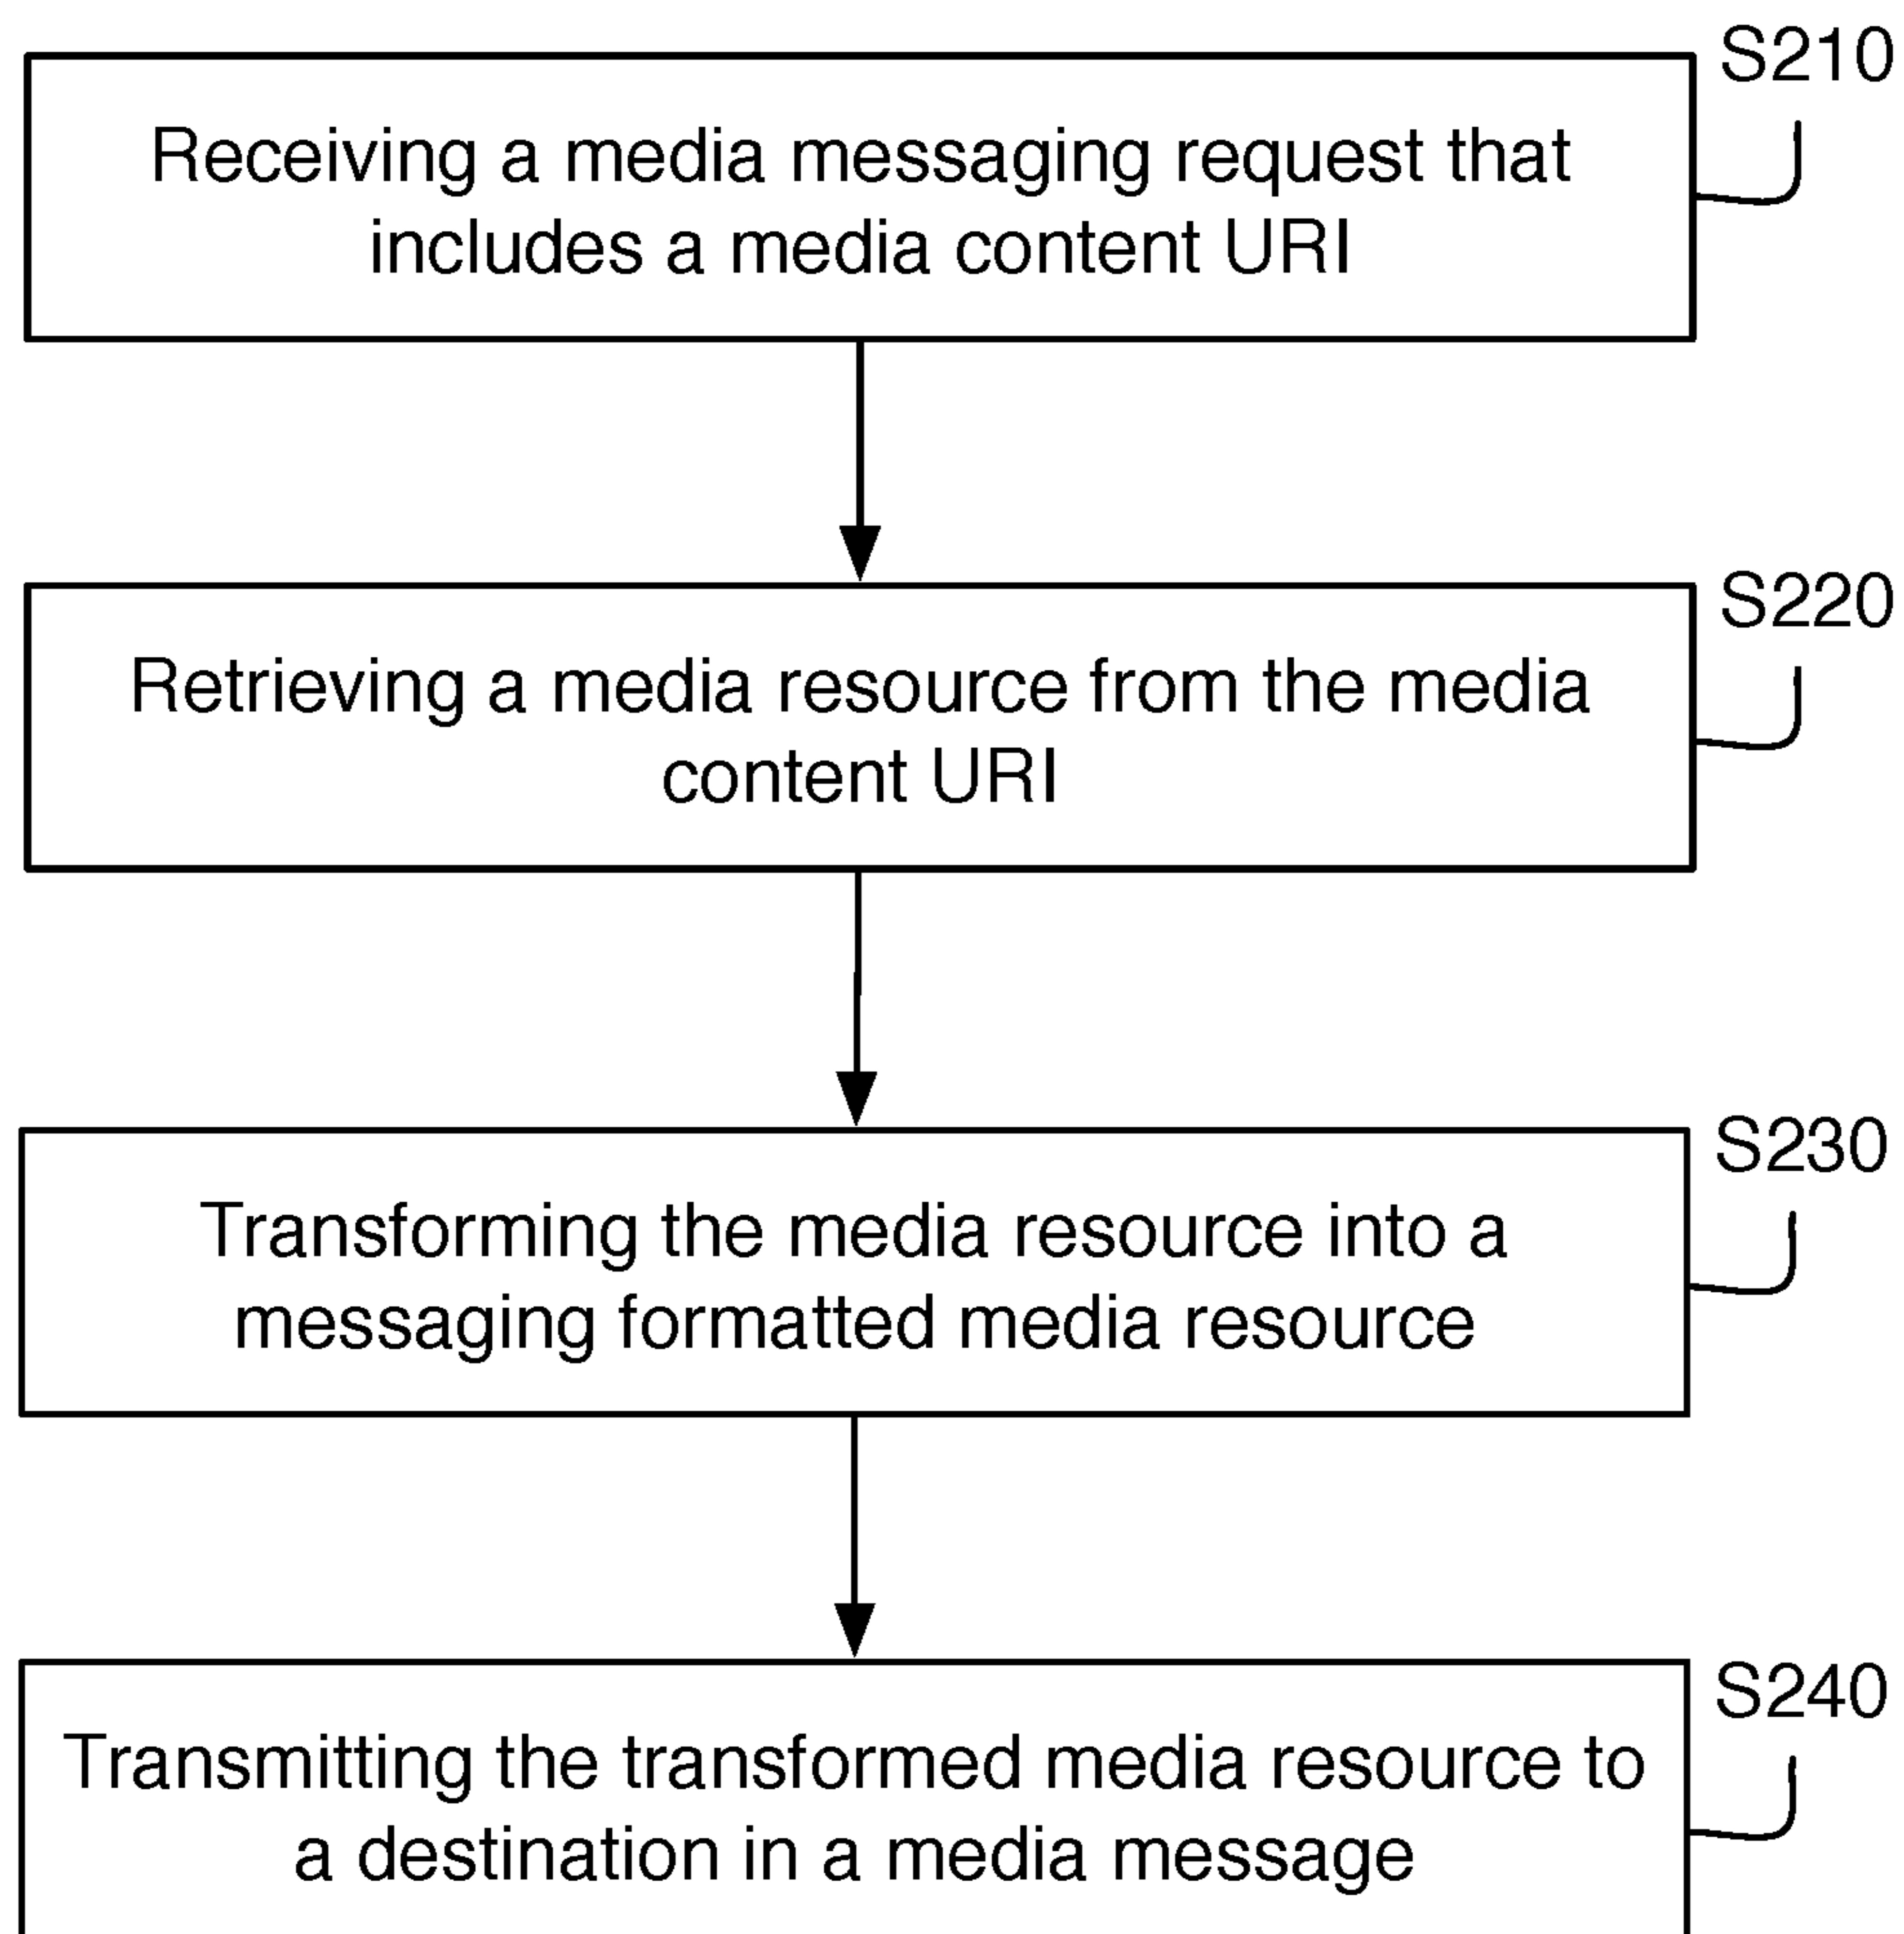 S210
Receiving a media messaging request that
includes a media content URI
S220
Retrieving a media resource from the media
content URI
S230
Transforming the media resource into a
messaging formatted media resource
S240
Transmitting the transformed media resource to
a destination in a media message